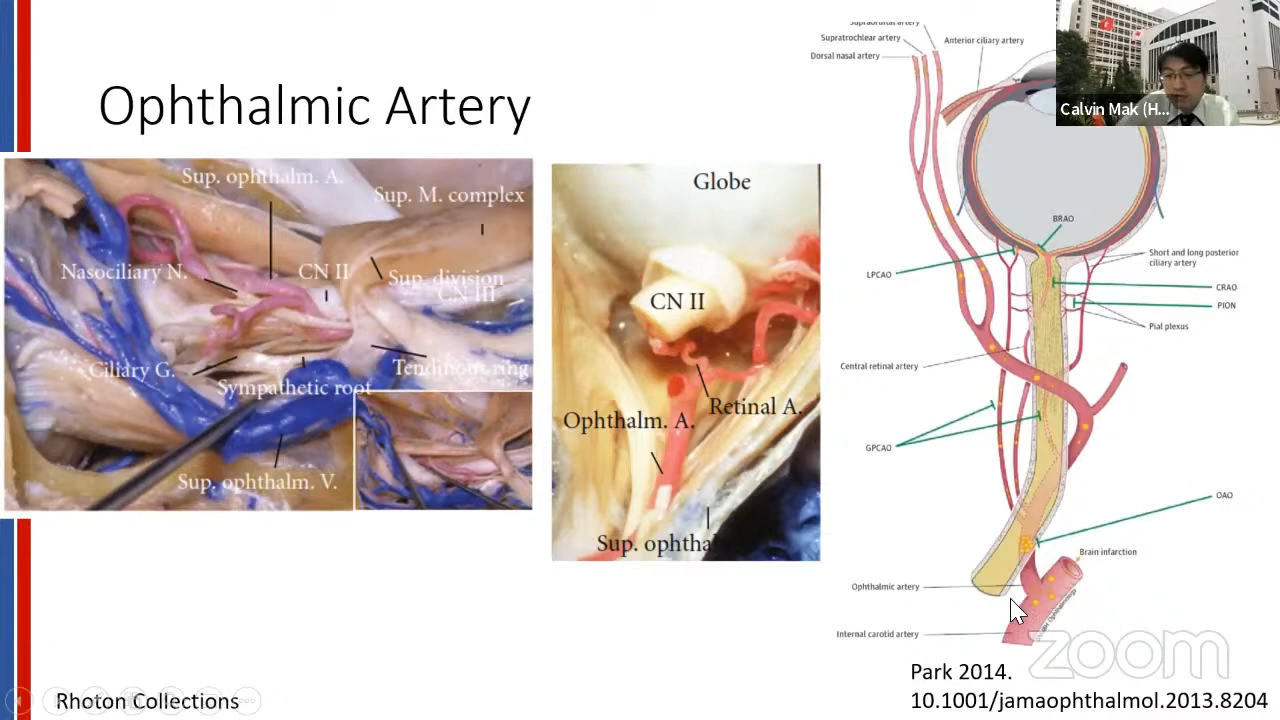 Ophthalmic Artery
Sup. ophthalm. A.
Sup. M. complex
Nasociliary N.
CN II
Sup. division
CN III
Ciliary G.
Sympathetic root
Tendinous ring
Sup. ophthalm. V.
Globe
CN II
Ophthalm. A.
Retinal A.
Sup. ophtha
Supraorbital artery
Supratrochlear artery
Anterior ciliary artery
Dorsal nasal artery
BRAO
LPCAO
Short and long posterior
ciliary artery
CRAO
PION
Pial plexus
Central retinal artery
GPCAO
OAO
Brain infarction
Ophthalmic artery
Internal carotid artery
Calvin Mak (H...
zoom
Park 2014.
10.1001/jamaophthalmol.2013.8204
Rhoton Collections